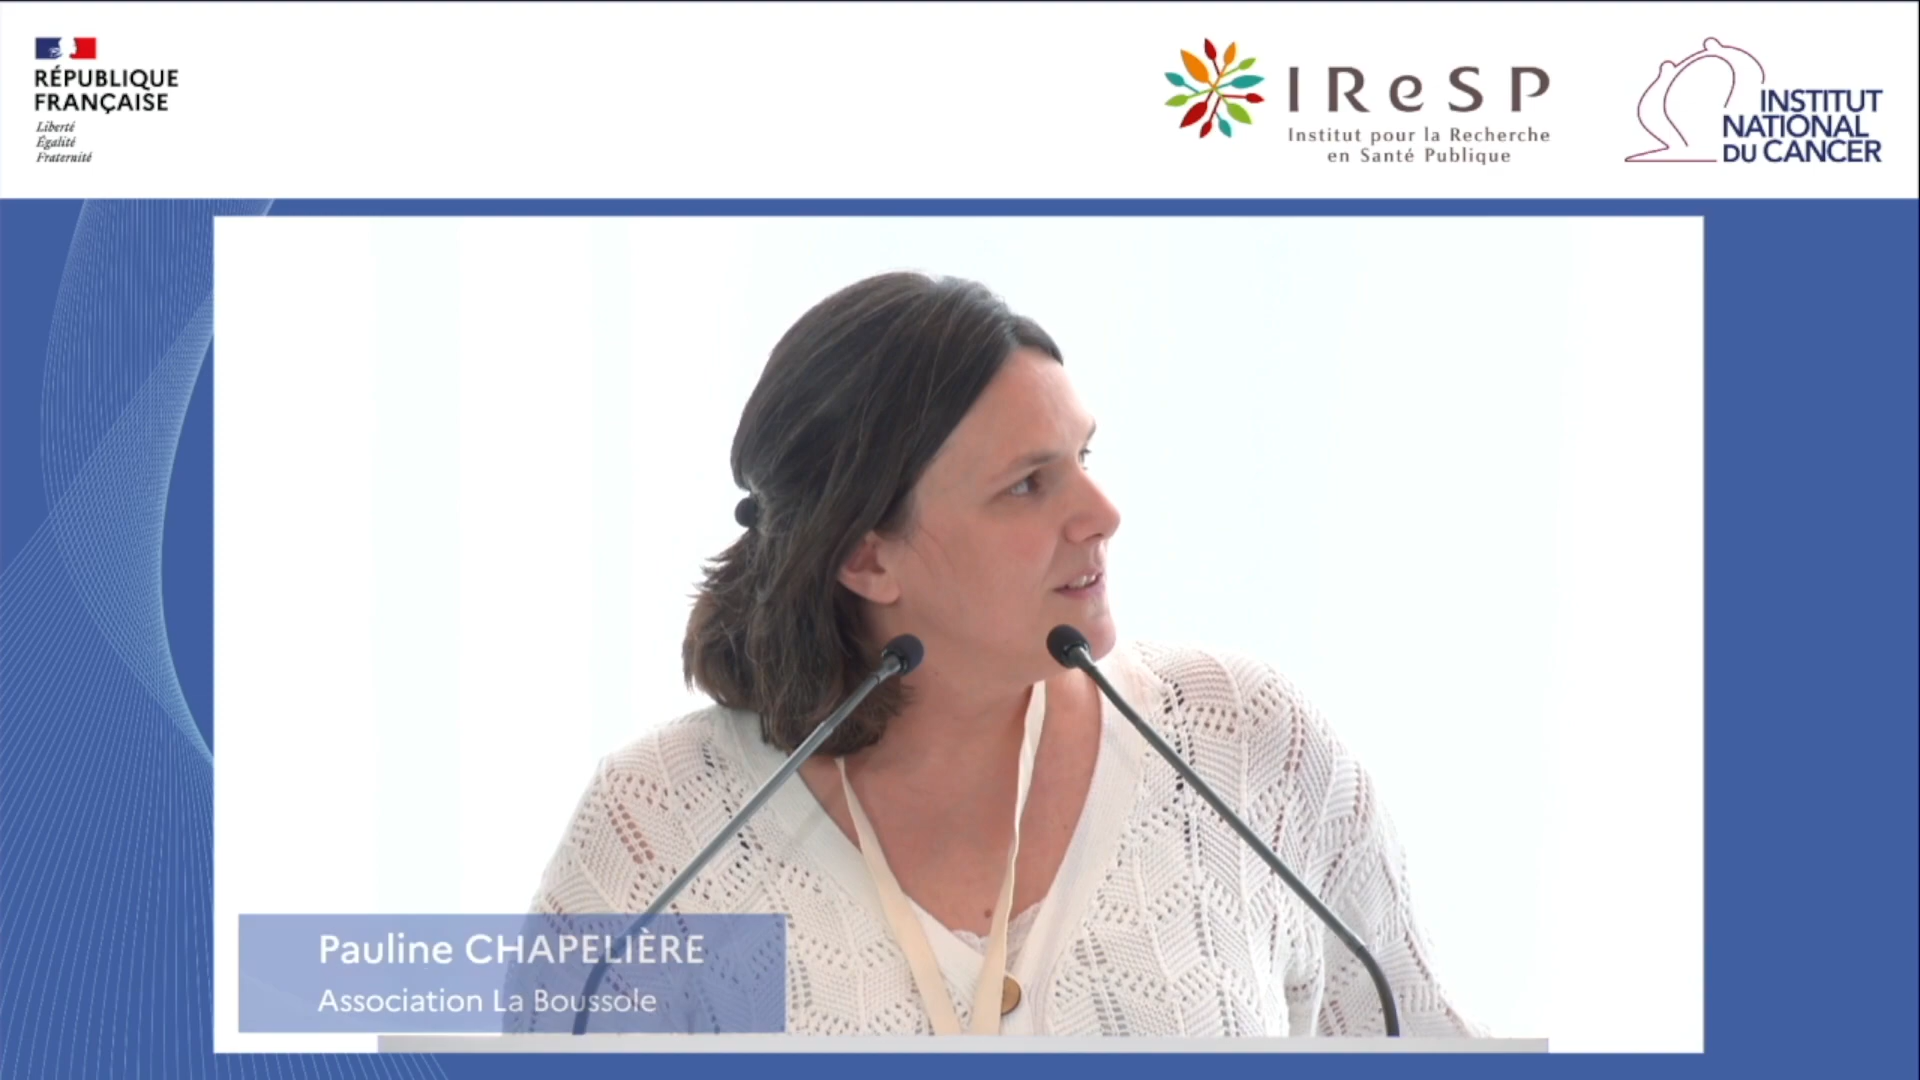 RÉPUBLIQUE
FRANÇAISE
Liberté
Égalité
Fraternité
IReSP
Institut pour la Recherche
en Santé Publique
INSTITUT
NATIONAL
DU CANCER
Pauline CHAPELIÈRE
Association La Boussole